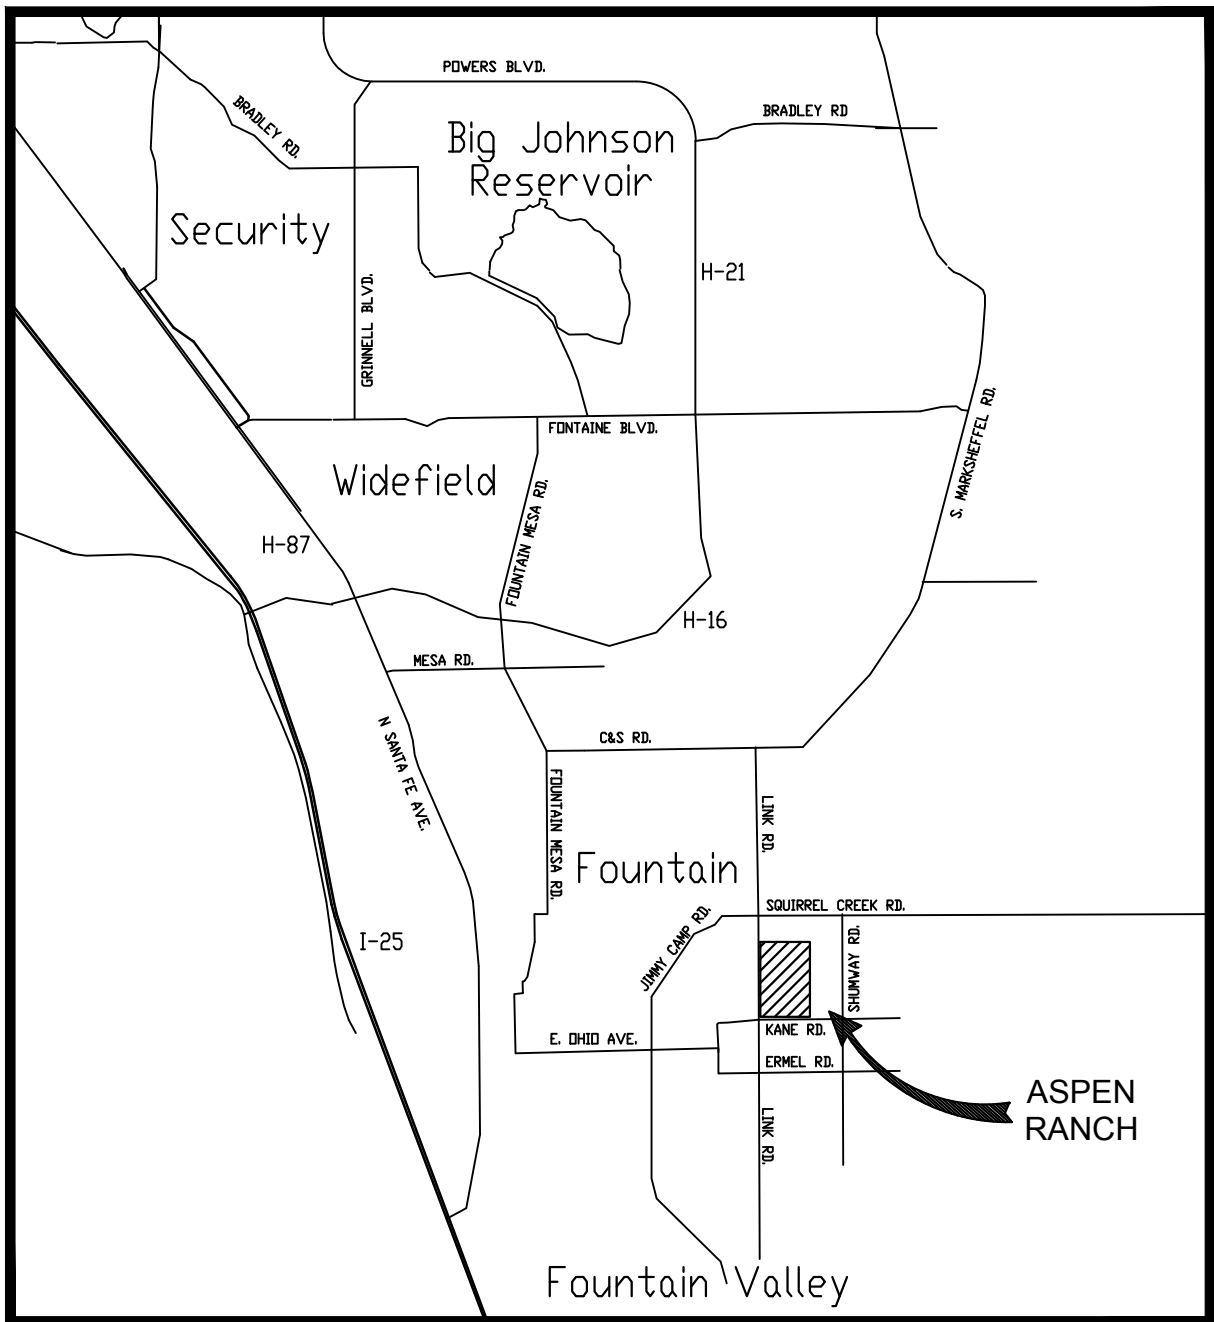 POWERS BLVD.
BRADLEY RD.
BRADLEY RD
Big Johnson
Reservoir
Security
H-21
GRINNELL BLVD.
FONTAINE BLVD.
S. MARKSHEFFEL RD.
Widefield
FOUNTAIN MESA RD.
H-87
H-16
MESA RD.
N SANTA FE AVE.
C&S RD.
FOUNTAIN MESA RD.
LINK RD.
Fountain
SQUIRREL CREEK RD.
JIMMY CAMP RD.
SHUMWAY RD.
I-25
E. OHIO AVE.
KANE RD.
ERMEL RD.
ASPEN
RANCH
LINK RD.
Fountain Valley